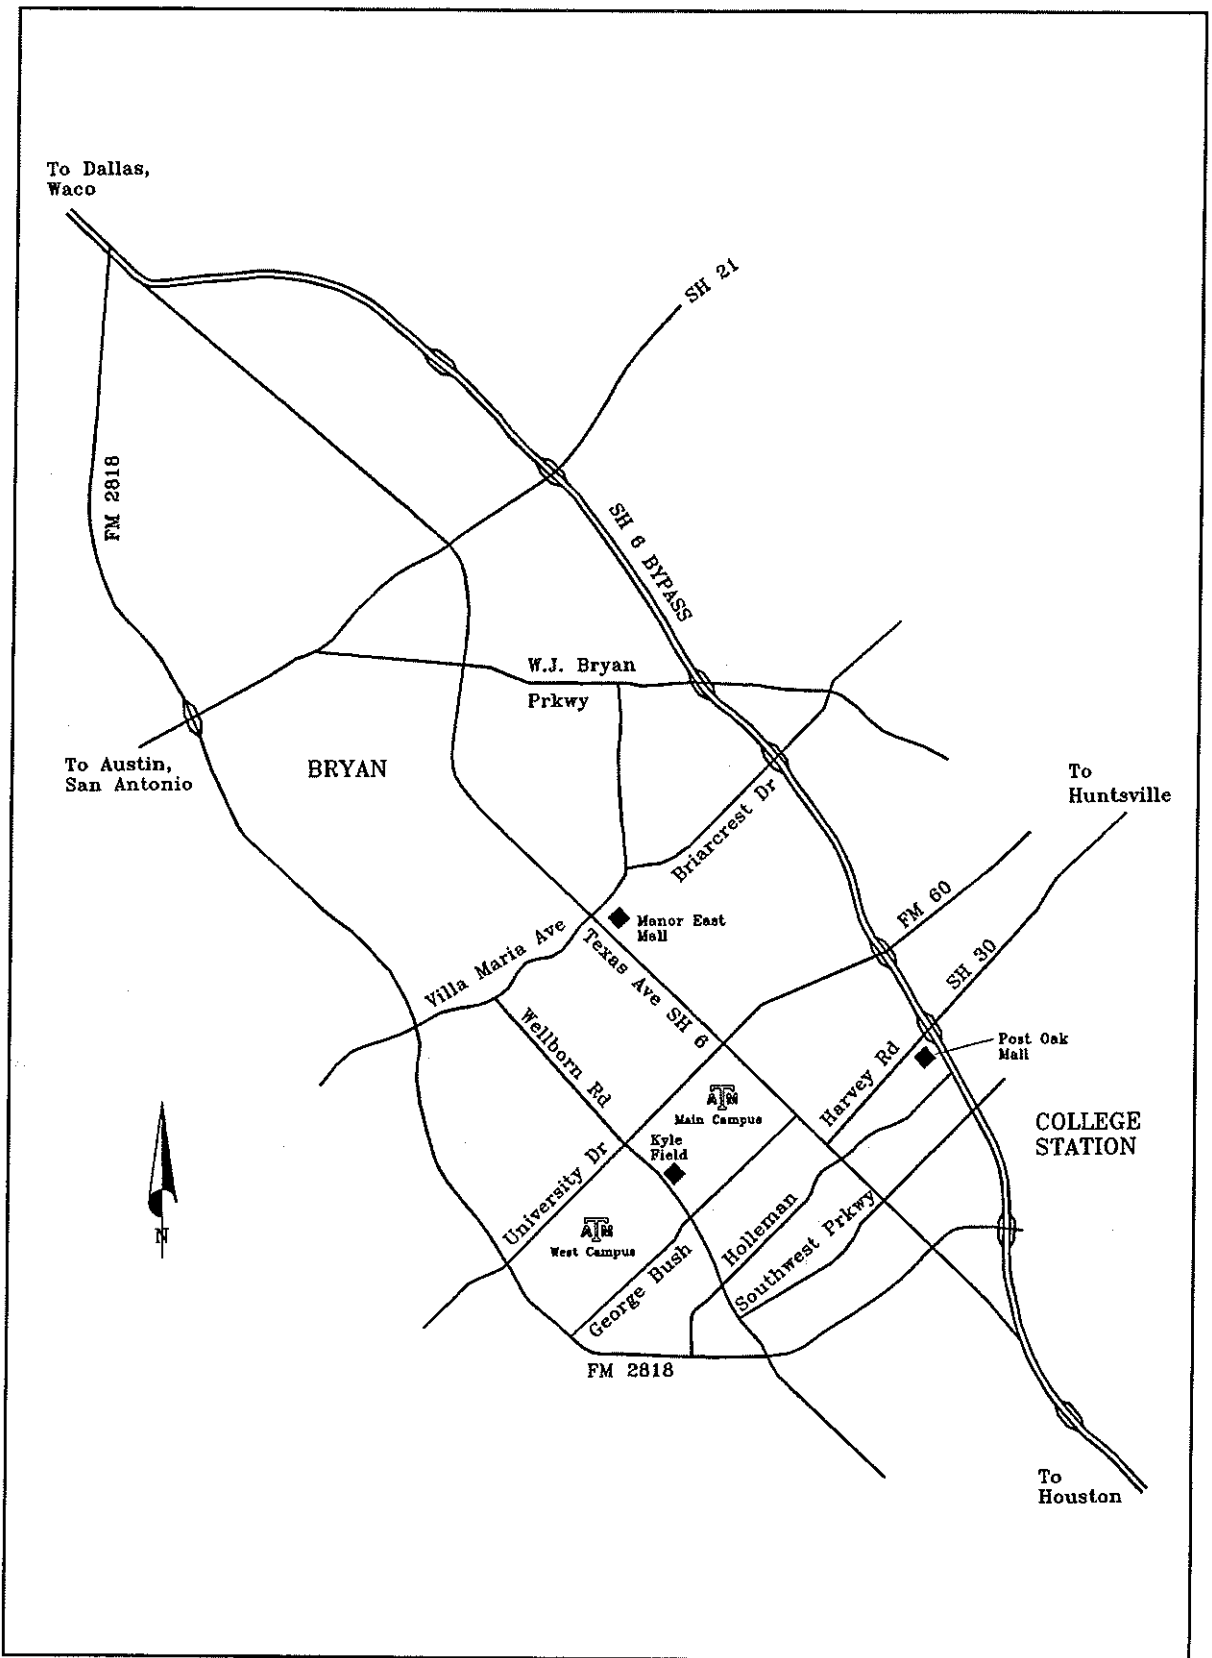 To Dallas,
Waco
SH 21
FM 2818
SH 6 BYPASS
W.J. Bryan
Prkwy
To Austin,
San Antonio
BRYAN
To
Huntsville
Briarcrest Dr
FM 60
Manor East
Mall
Villa Maria Ave
Texas Ave SH 6
SH 30
Wellborn Rd
Post Oak
Mall
Harvey Rd
ATM
Main Campus
COLLEGE
STATION
Kyle
Field
University Dr
ATM
West Campus
Holleman
Southwest Prkwy
George Bush
N
FM 2818
To
Houston